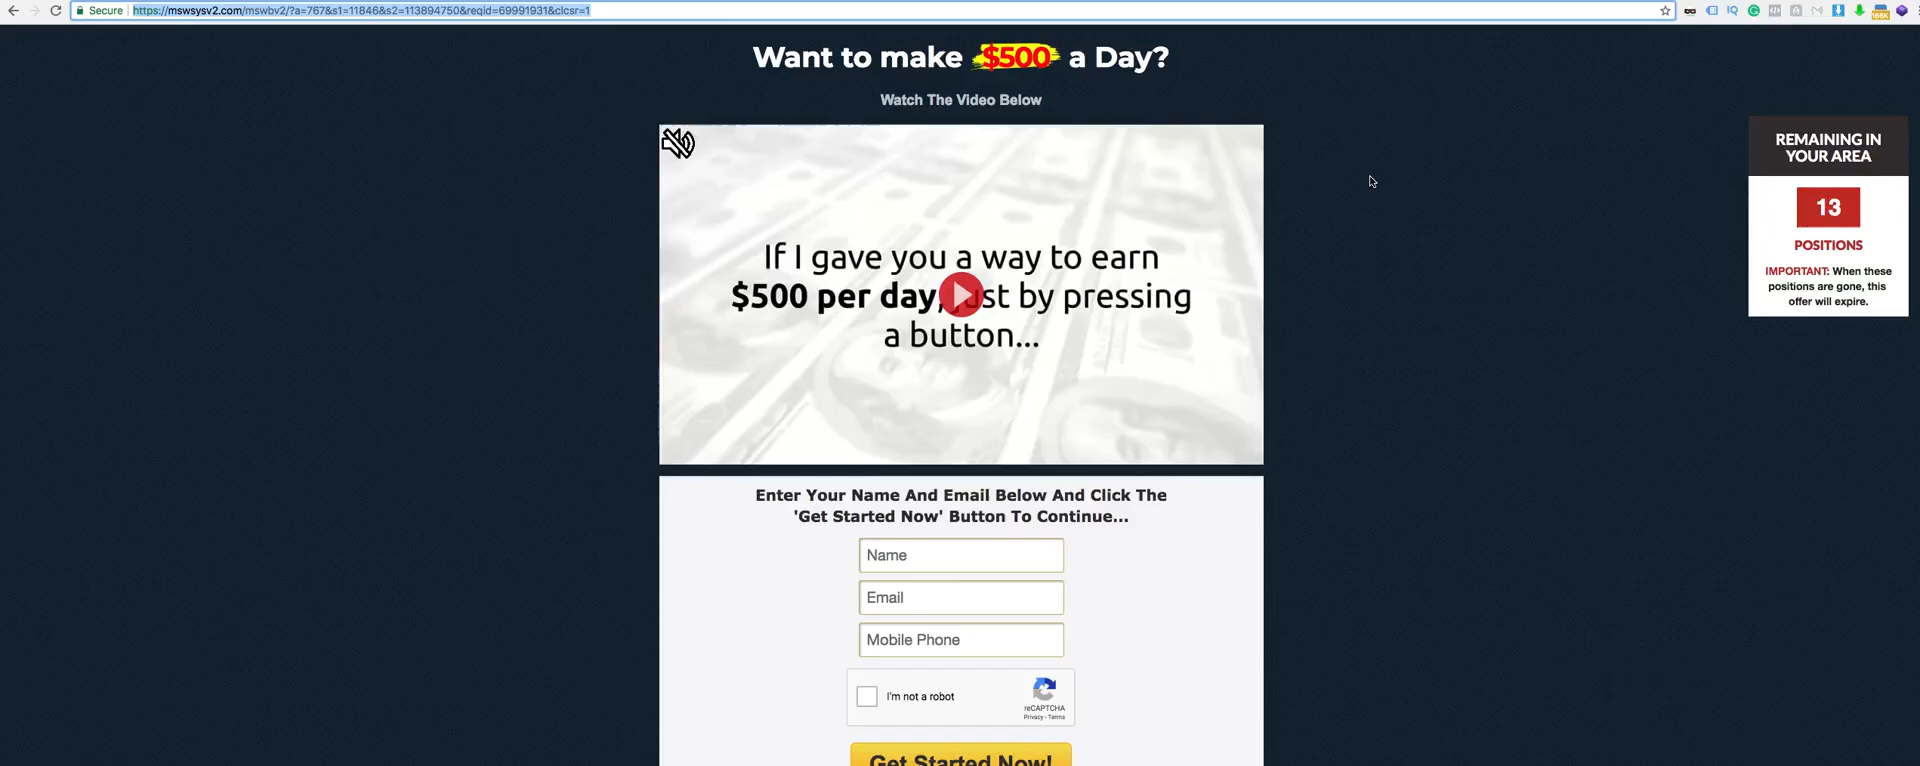 Secure
https://mswsysv2.com/mswbv2/?a=767&s1=11846&s2=113894750&reqid=69991931&clcsr=1
Want to make $500 a Day?
Watch The Video Below
If I gave you a way to earn
$500 per day, just by pressing
a button...
REMAINING IN
YOUR AREA
13
POSITIONS
IMPORTANT: When these
positions are gone, this
offer will expire.
Enter Your Name And Email Below And Click The
'Get Started Now' Button To Continue...
Name
Email
Mobile Phone
I'm not a robot
reCAPTCHA
Privacy - Terms
Get Started Now!